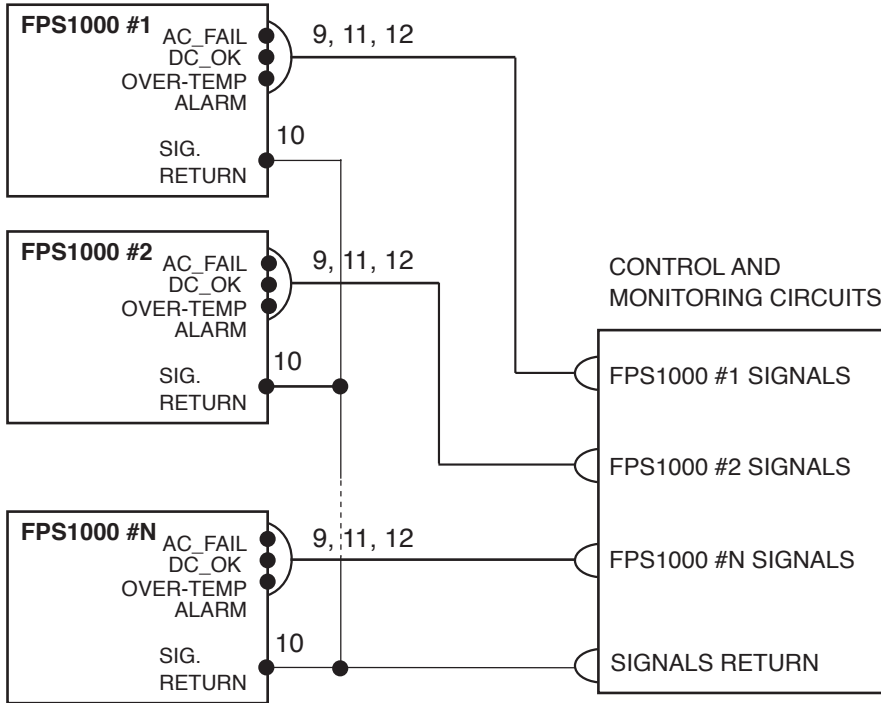 FPS1000 #1
AC_FAIL
DC_OK
OVER-TEMP
ALARM
9, 11, 12
SIG.
RETURN
10
FPS1000 #2
AC_FAIL
DC_OK
OVER-TEMP
ALARM
9, 11, 12
SIG.
RETURN
10
FPS1000 #N
AC_FAIL
DC_OK
OVER-TEMP
ALARM
9, 11, 12
SIG.
RETURN
10
CONTROL AND
MONITORING CIRCUITS
FPS1000 #1 SIGNALS
FPS1000 #2 SIGNALS
FPS1000 #N SIGNALS
SIGNALS RETURN